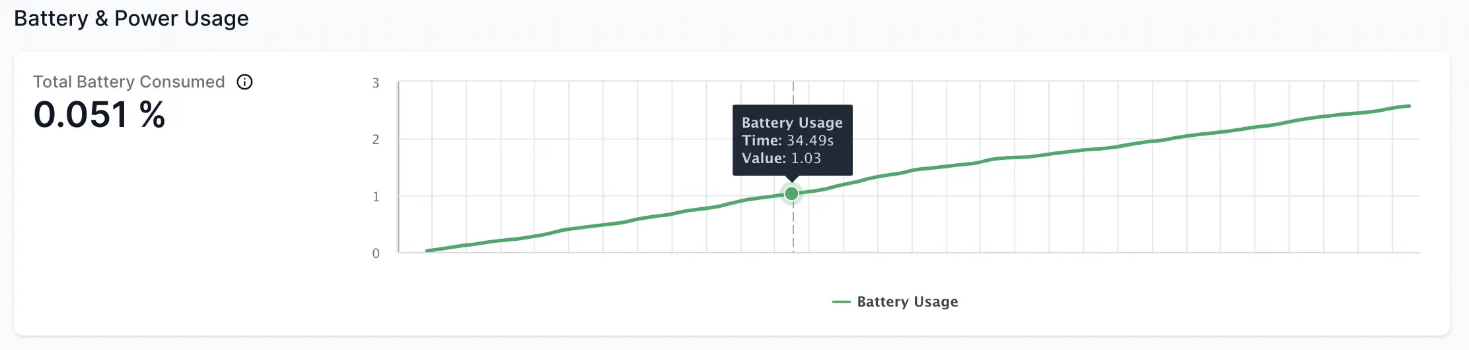 Battery & Power Usage
Total Battery Consumed
0.051 %
3
2
1
0
Battery Usage
Time: 34.49s
Value: 1.03
Battery Usage